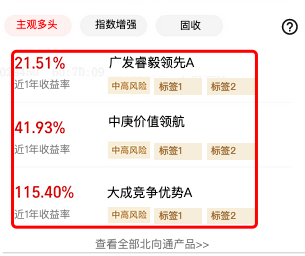 主观多头 指数增强 固收
21.51% 广发睿毅领先A
近1年收益率 中高风险 标签1 标签2
41.93% 中庚价值领航
近1年收益率 中高风险 标签1 标签2
115.40% 大成竞争优势A
近1年收益率 中高风险 标签1 标签2
查看全部北向通产品>>